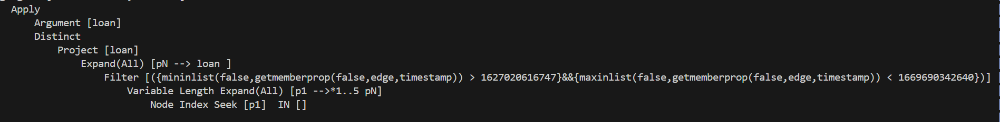 Apply
Argument [loan]
Distinct
Project [loan]
Expand(All) [pN --> loan ]
Filter [({mininlist(false,getmemberprop(false,edge,timestamp)) > 1627020616747}&&{maxinlist(false,getmemberprop(false,edge,timestamp)) < 1669690342640})]
Variable Length Expand(All) [p1 -->*1..5 pN]
Node Index Seek [p1]  IN []